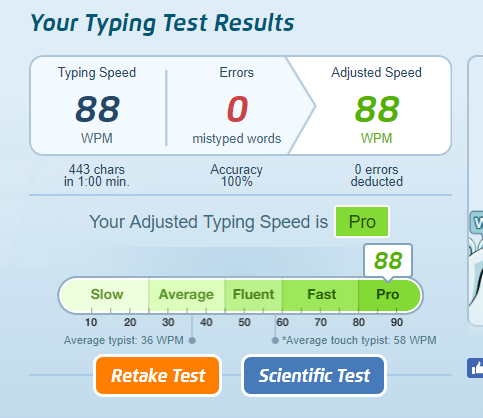 Your Typing Test Results
Typing Speed
88
WPM
Errors
0
mistyped words
Adjusted Speed
88
WPM
443 chars
in 1:00 min.
Accuracy
100%
0 errors
deducted
Your Adjusted Typing Speed is Pro
88
Slow Average Fluent Fast Pro
10 20 30 40 50 60 70 80 90
Average typist: 36 WPM
*Average touch typist: 58 WPM
Retake Test
Scientific Test